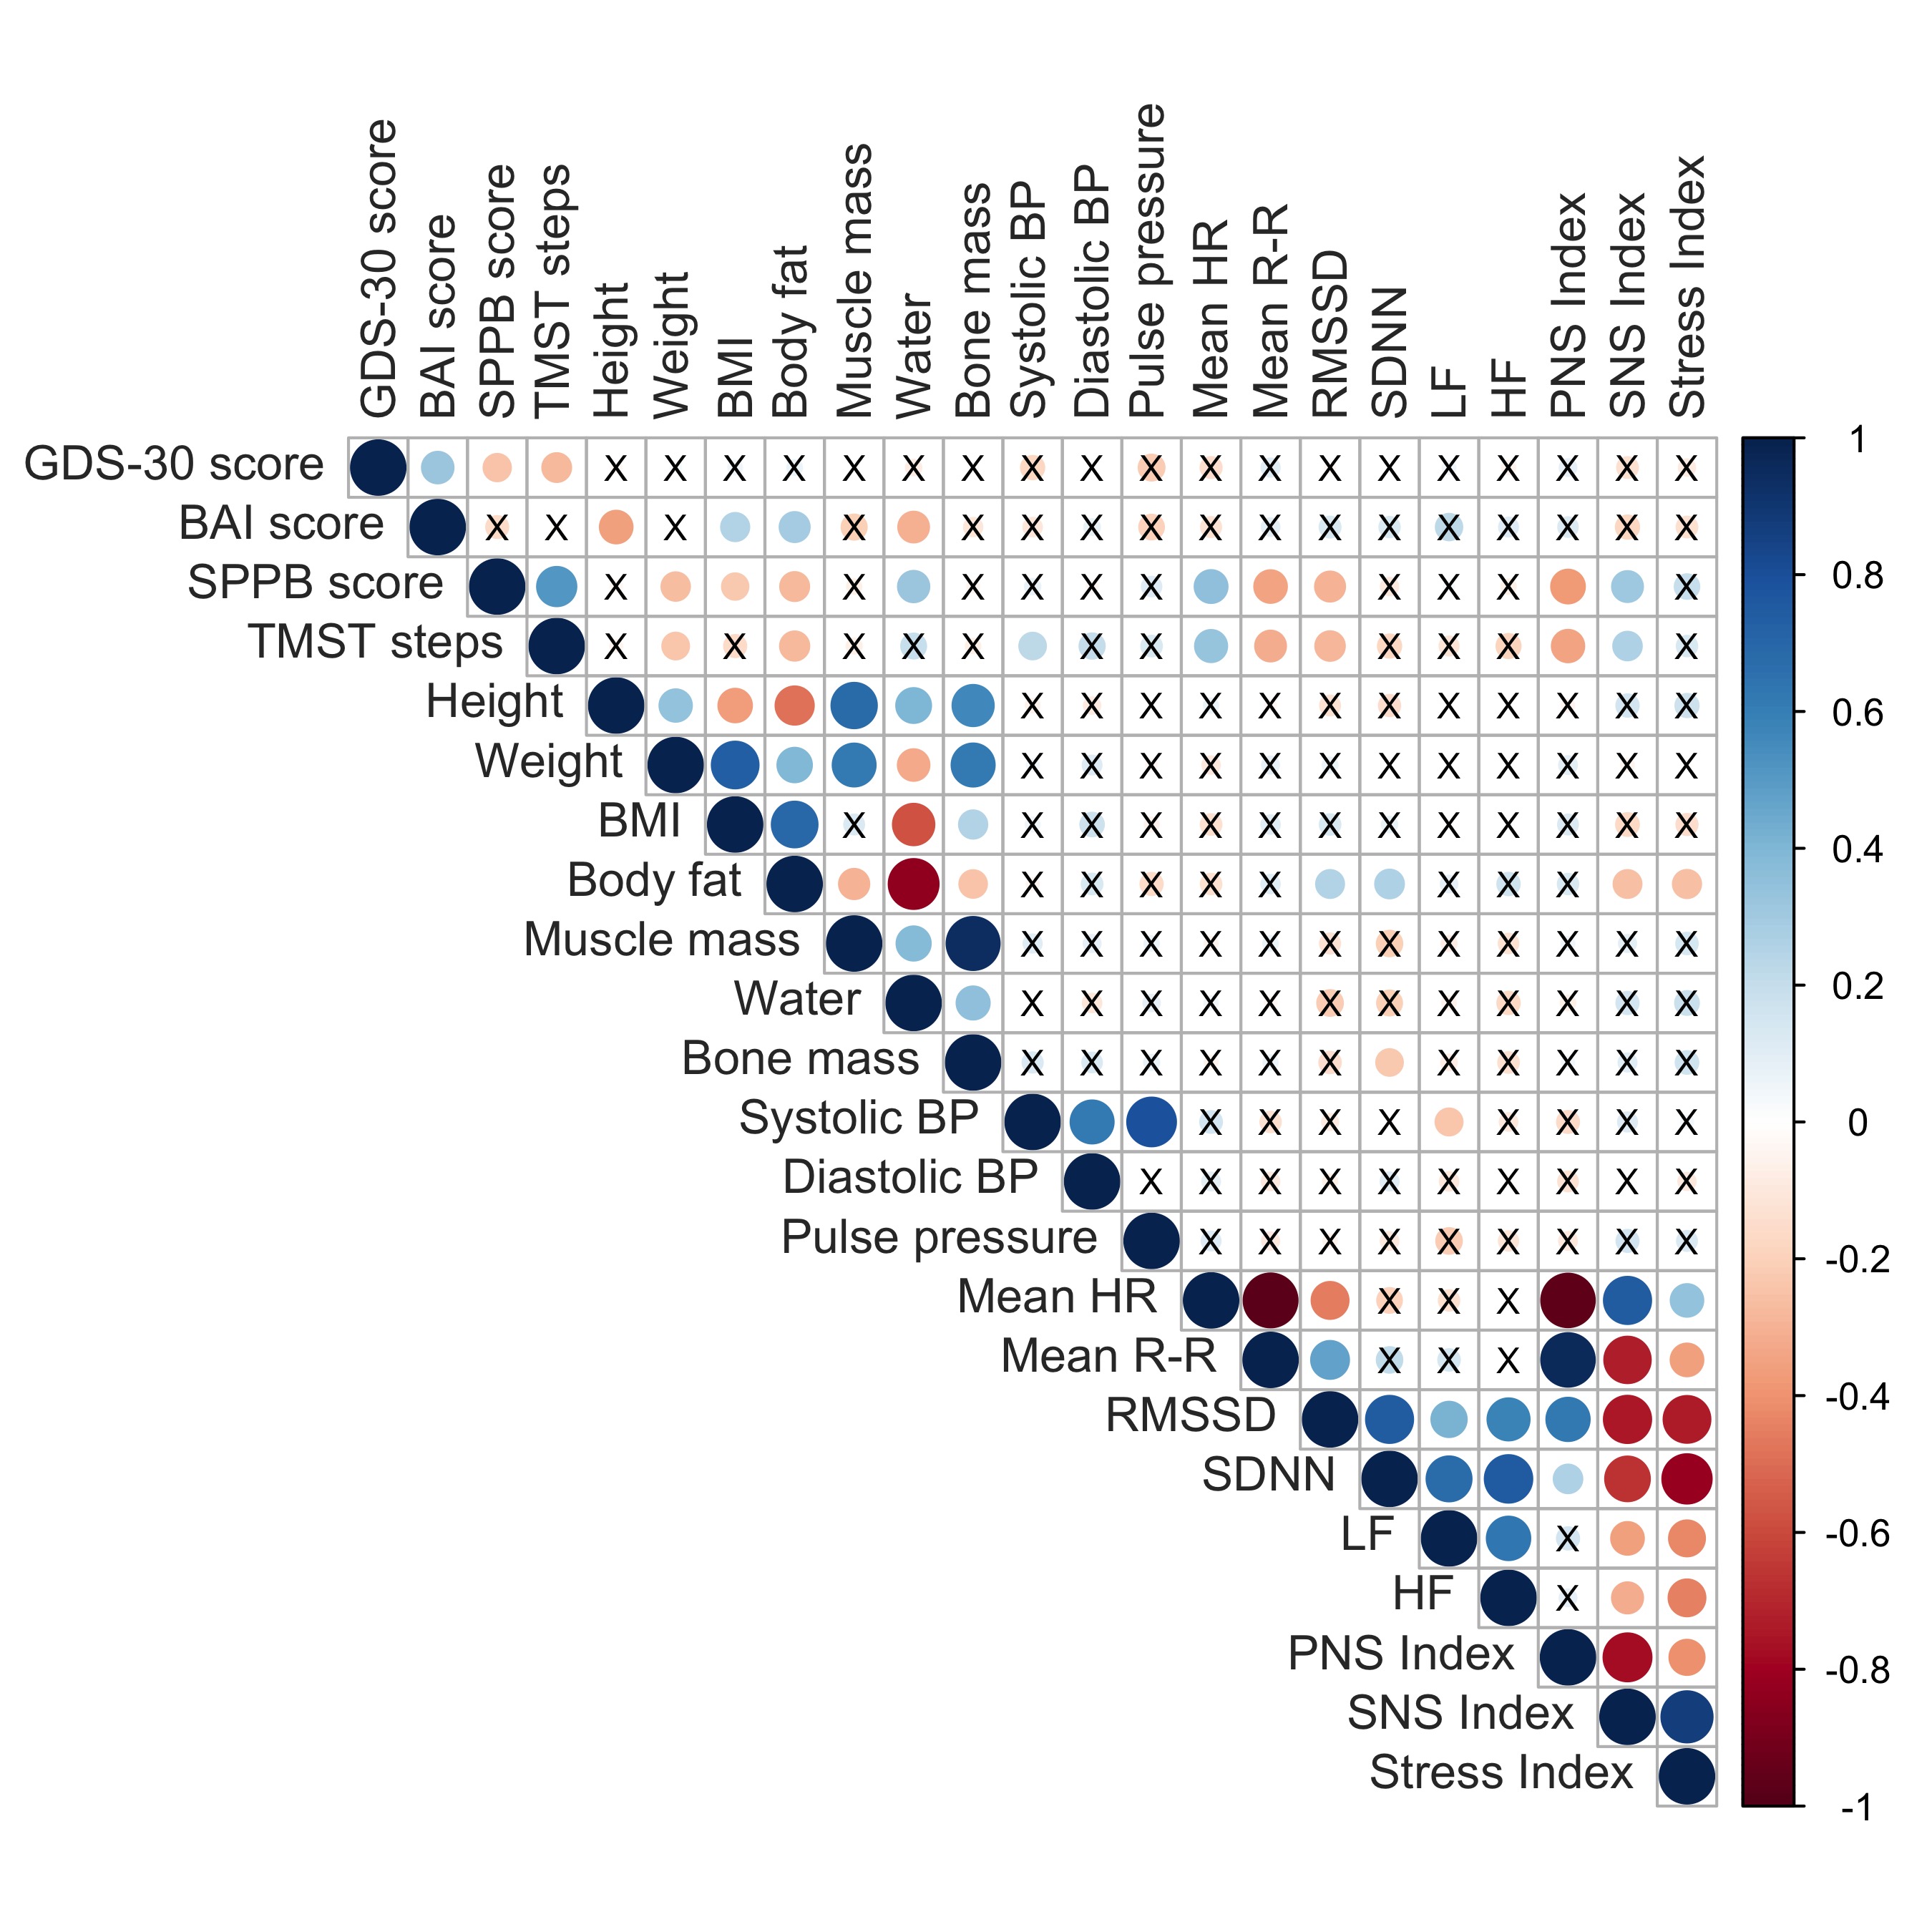 GDS-30 score
BAI score
SPPB score
TMST steps
Height
Weight
BMI
Body fat
Muscle mass
Water
Bone mass
Systolic BP
Diastolic BP
Pulse pressure
Mean HR
Mean R-R
RMSSD
SDNN
LF
HF
PNS Index
SNS Index
Stress Index
GDS-30 score
BAI score
SPPB score
TMST steps
Height
Weight
BMI
Body fat
Muscle mass
Water
Bone mass
Systolic BP
Diastolic BP
Pulse pressure
Mean HR
Mean R-R
RMSSD
SDNN
LF
HF
PNS Index
SNS Index
Stress Index
1
0.8
0.6
0.4
0.2
0
-0.2
-0.4
-0.6
-0.8
-1